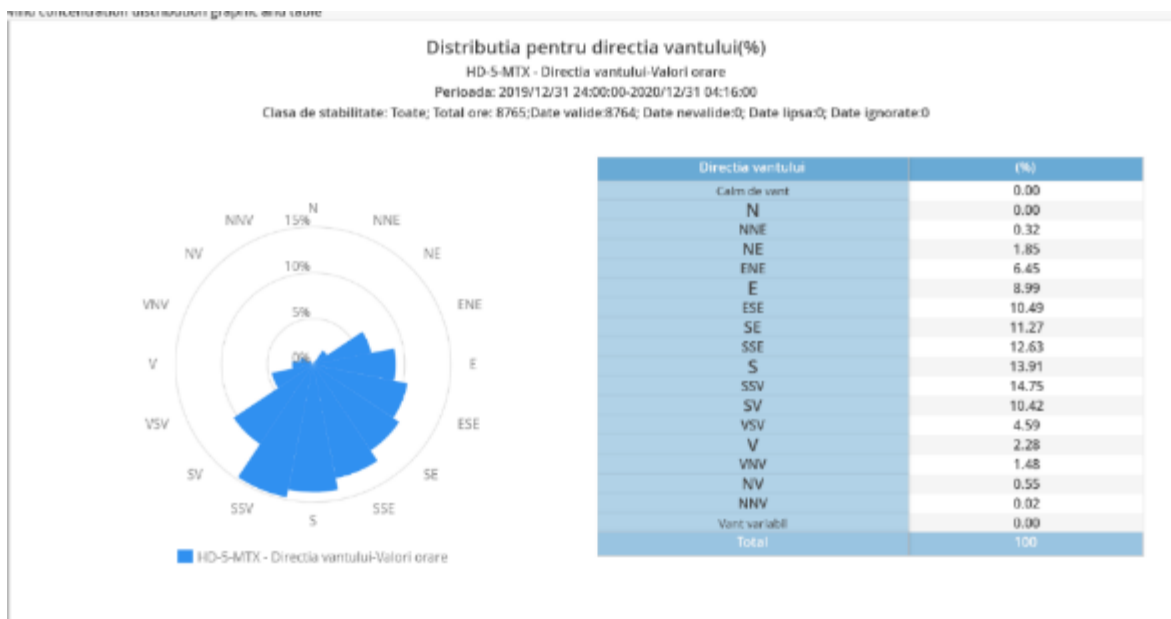 wind concentration distribution graphic and table
Distributia pentru directia vantului(%)
HD-5-MTX - Directia vantului-Valori orare
Perioada: 2019/12/31 24:00:00-2020/12/31 04:16:00
Clasa de stabilitate: Toate; Total ore: 8765;Date valide:8764; Date nevalide:0; Date lipsa:0; Date ignorate:0
N
NNV 15% NNE
NV NE
10%
VNV ENE
5%
0%
V E
VSV ESE
SV SE
SSV SSE
S
HD-5-MTX - Directia vantului-Valori orare
Directia vantului (%)
Calm de vant 0.00
N 0.00
NNE 0.32
NE 1.85
ENE 6.45
E 8.99
ESE 10.49
SE 11.27
SSE 12.63
S 13.91
SSV 14.75
SV 10.42
VSV 4.59
V 2.28
VNV 1.48
NV 0.55
NNV 0.02
Vant variabil 0.00
Total 100